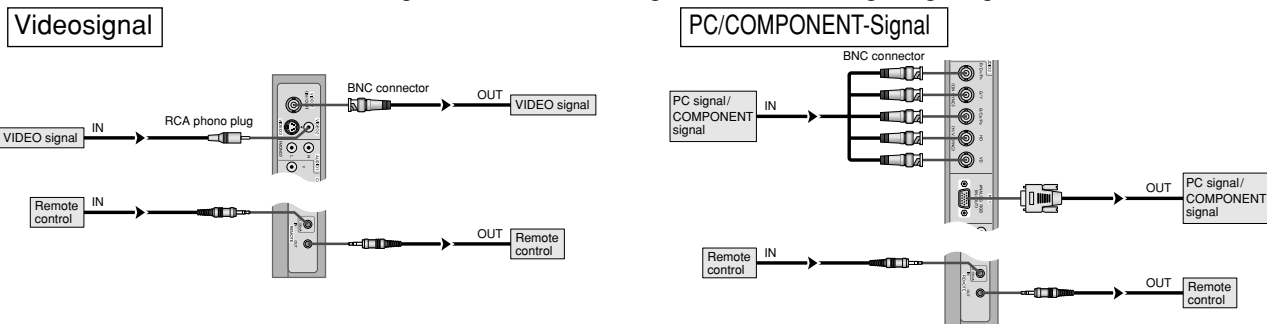 Videosignal
PC/COMPONENT-Signal
BNC connector
OUT
VIDEO signal
RCA phono plug
IN
VIDEO signal
Remote
control
IN
OUT
Remote
control
BNC connector
PC signal/
COMPONENT
signal
IN
OUT
PC signal/
COMPONENT
signal
Remote
control
IN
OUT
Remote
control